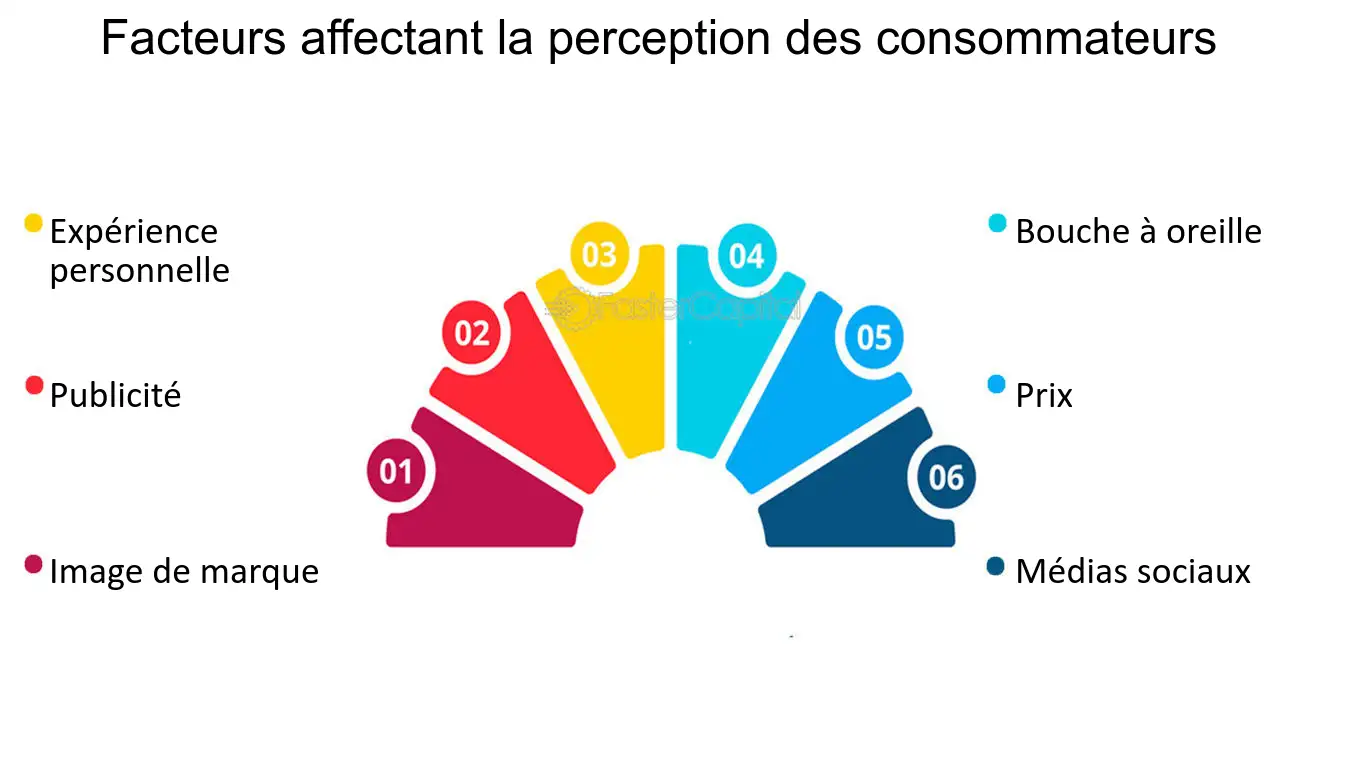 Facteurs affectant la perception des consommateurs
Expérience
personnelle
Publicité
Image de marque
01
02
03
04
05
06
FasterCapital
Bouche à oreille
Prix
Médias sociaux